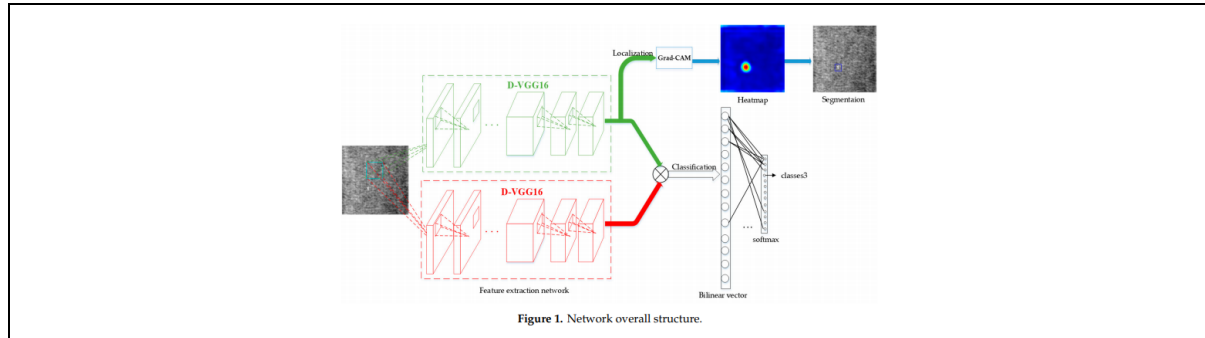 Localization
Grad-CAM
Heatmap
Segmentaion
D-VGG16
Classification
classes3
D-VGG16
...
softmax
Feature extraction network
Bilinear vector
Figure 1. Network overall structure.